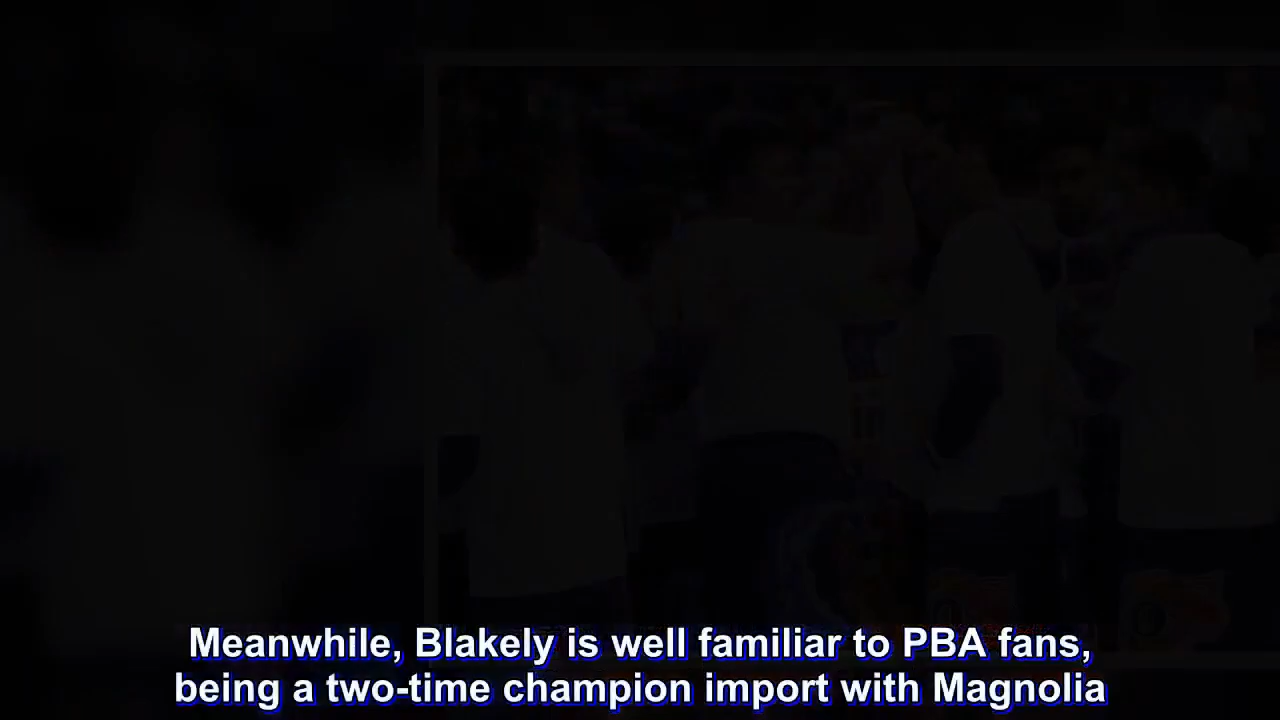 Meanwhile, Blakely is well familiar to PBA fans,
being a two-time champion import with Magnolia